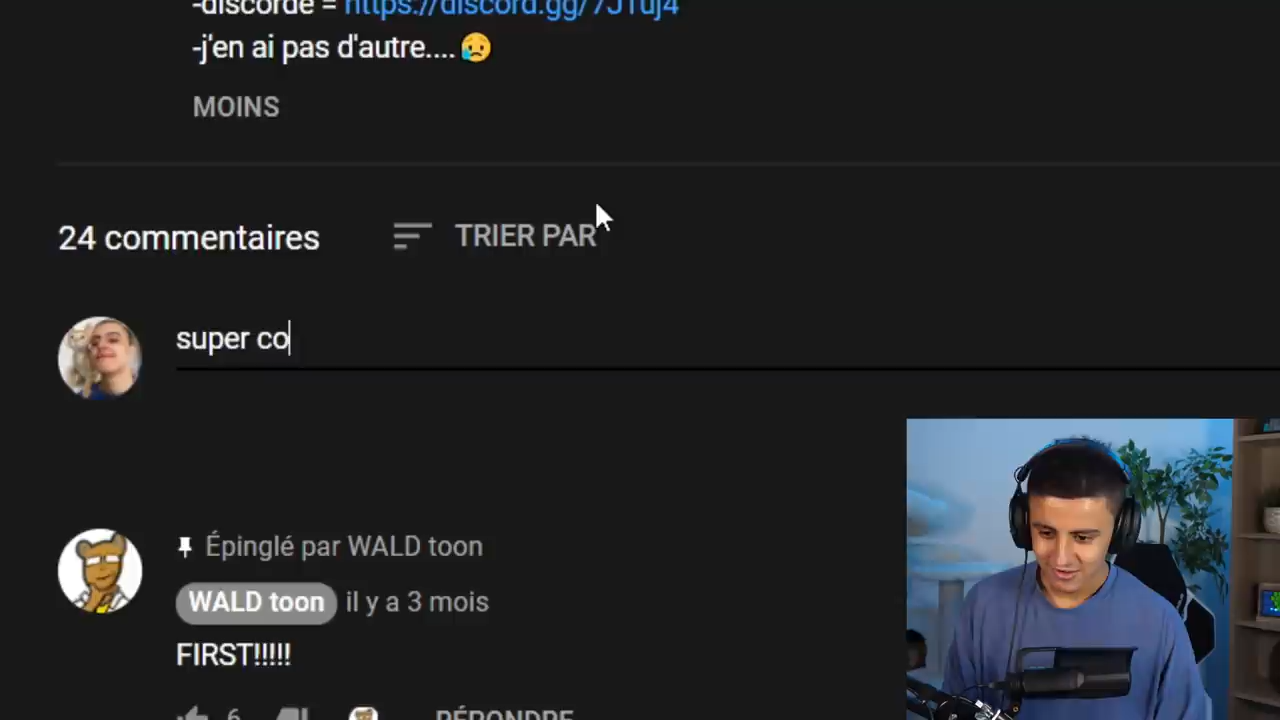 -discorde = https://discord.gg/7J1uj4
-j'en ai pas d'autre....😥
MOINS
24 commentaires
TRIER PAR
super co
Épinglé par WALD toon
WALD toon il y a 3 mois
FIRST!!!!!
6
RÉPONDRE